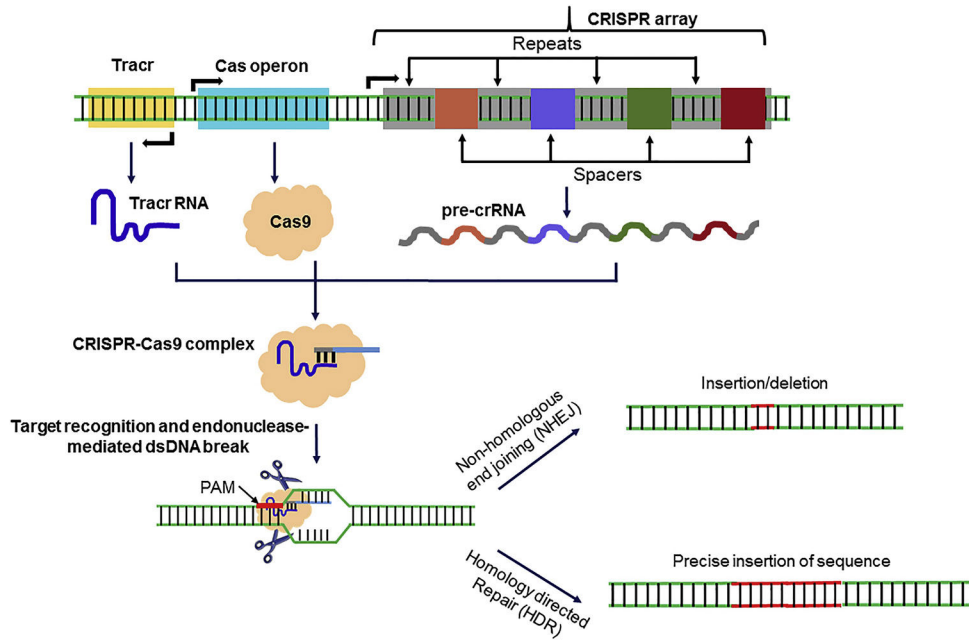 CRISPR array
Repeats
Tracr
Cas operon
Spacers
Tracr RNA
Cas9
pre-crRNA
CRISPR-Cas9 complex
Target recognition and endonuclease-
mediated dsDNA break
PAM
Non-homologous
end joining (NHEJ)
Insertion/deletion
Homology directed
Repair (HDR)
Precise insertion of sequence